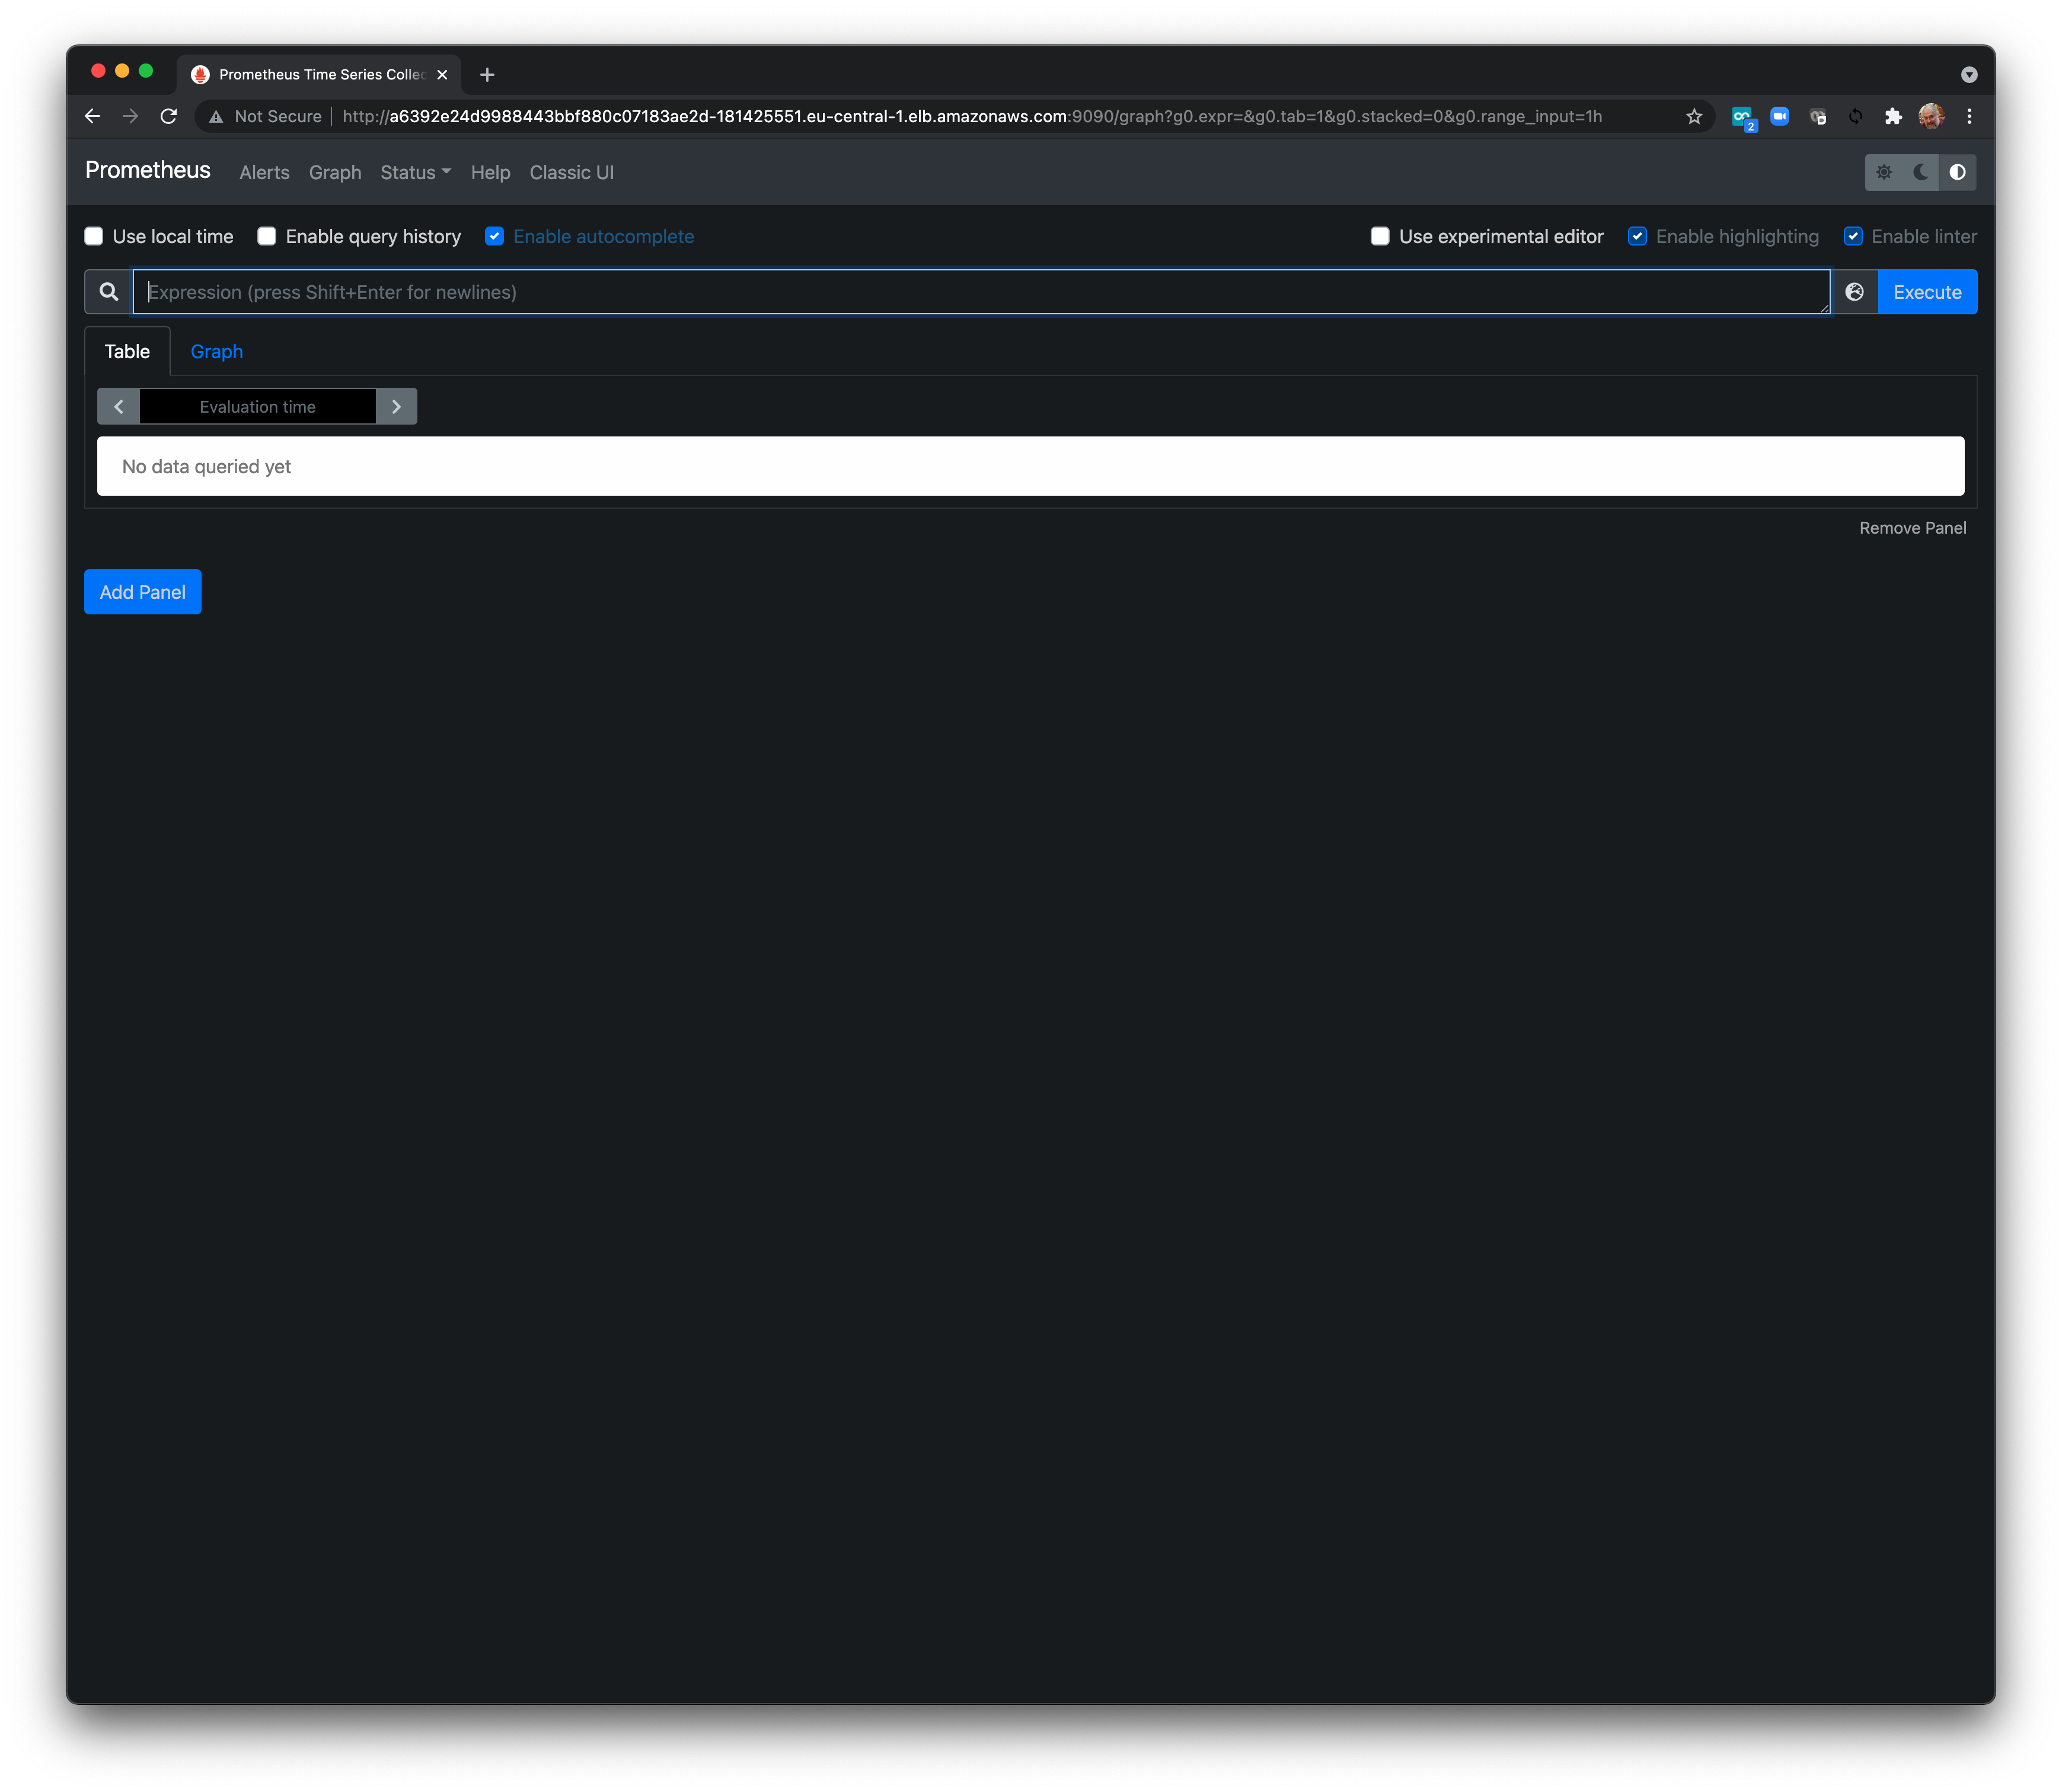 Prometheus Time Series Collec
Not Secure | http://a6392e24d9988443bbf880c07183ae2d-181425551.eu-central-1.elb.amazonaws.com:9090/graph?g0.expr=&g0.tab=1&g0.stacked=0&g0.range_input=1h
2
Prometheus Alerts Graph Status Help Classic UI
Use local time Enable query history Enable autocomplete Use experimental editor Enable highlighting Enable linter
Expression (press Shift+Enter for newlines) Execute
Table Graph
Evaluation time
No data queried yet
Remove Panel
Add Panel